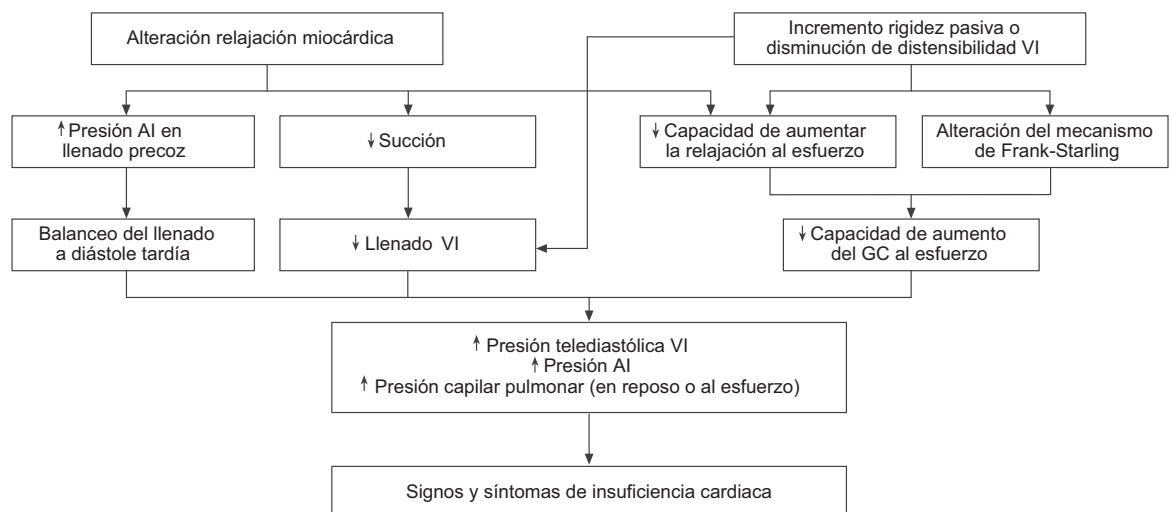 Alteración relajación miocárdica
Incremento rigidez pasiva o
disminución de distensibilidad VI
↑ Presión AI en
llenado precoz
↓ Succión
↓ Capacidad de aumentar
la relajación al esfuerzo
Alteración del mecanismo
de Frank-Starling
Balanceo del llenado
a diástole tardía
↓ Llenado VI
↓ Capacidad de aumento
del GC al esfuerzo
↑ Presión telediastólica VI
↑ Presión AI
↑ Presión capilar pulmonar (en reposo o al esfuerzo)
Signos y síntomas de insuficiencia cardiaca